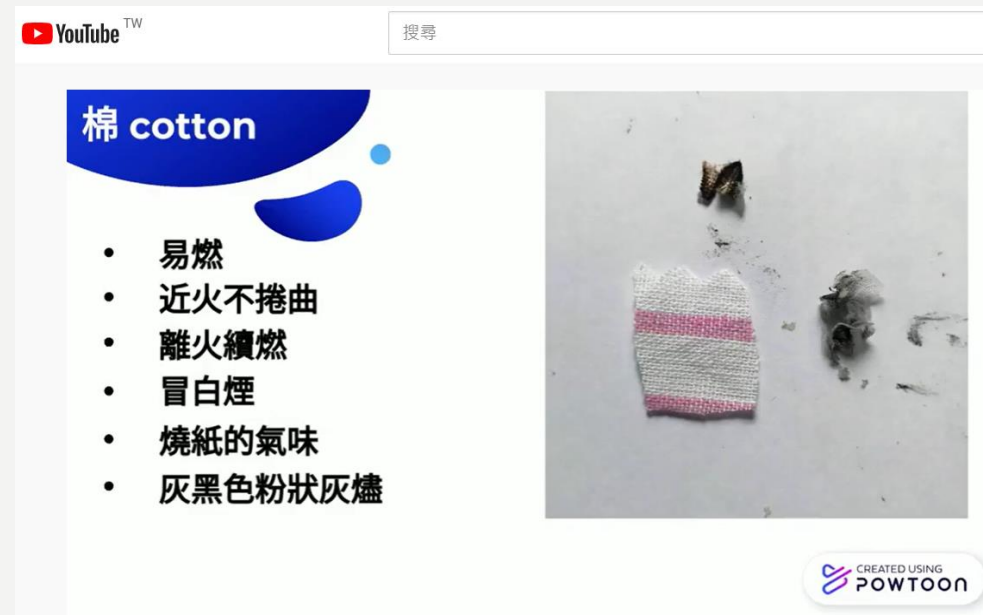 YouTube TW
搜尋
棉 cotton
• 易燃
• 近火不捲曲
• 離火續燃
• 冒白煙
• 燒紙的氣味
• 灰黑色粉狀灰燼
CREATED USING
POWTOON